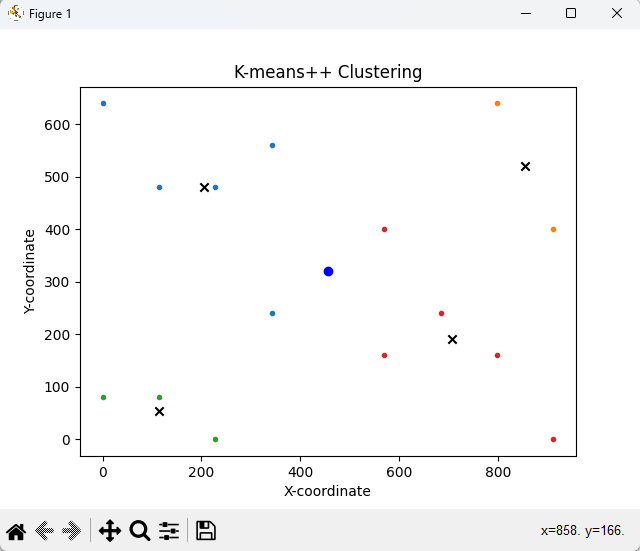 Figure 1
K-means++ Clustering
Y-coordinate
600
500
400
300
200
100
0
0 200 400 600 800
X-coordinate
x=858. y=166.